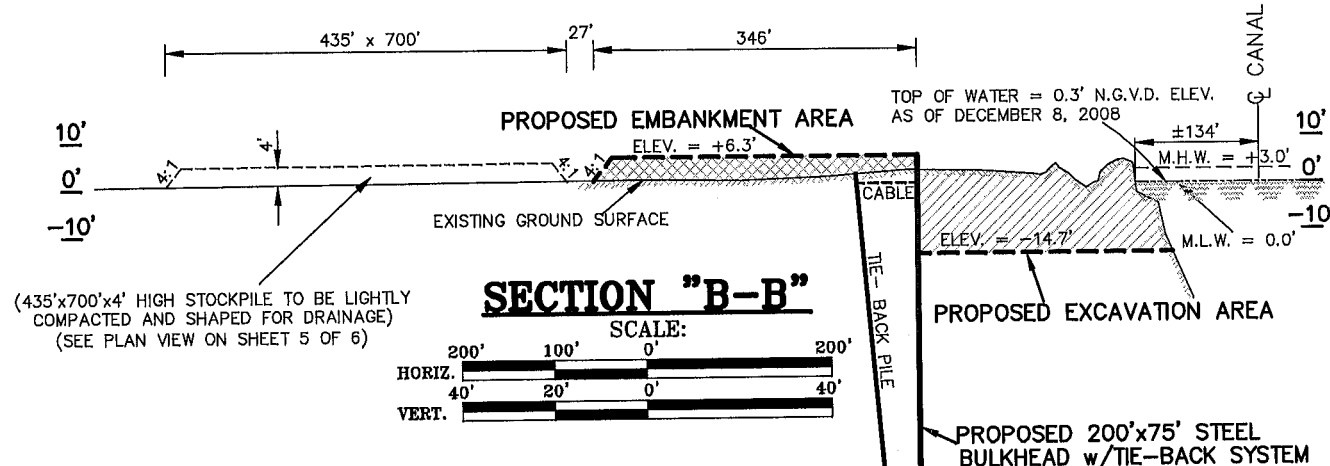 435' x 700'
27'
346'
℄ CANAL
TOP OF WATER = 0.3' N.G.V.D. ELEV.
AS OF DECEMBER 8, 2008
PROPOSED EMBANKMENT AREA
±134'
10'
10'
4'
ELEV. = +6.3'
M.H.W. = +3.0'
4:1
4:1
4:1
0'
0'
CABLE
EXISTING GROUND SURFACE
-10'
-10
ELEV. = -14.7'
M.L.W. = 0.0'
TIE- BACK PILE
(435'x700'x4' HIGH STOCKPILE TO BE LIGHTLY
COMPACTED AND SHAPED FOR DRAINAGE)
(SEE PLAN VIEW ON SHEET 5 OF 6)
SECTION "B-B"
PROPOSED EXCAVATION AREA
SCALE:
200' 100' 0' 200'
HORIZ.
40' 20' 0' 40'
VERT.
PROPOSED 200'x75' STEEL
BULKHEAD w/TIE-BACK SYSTEM